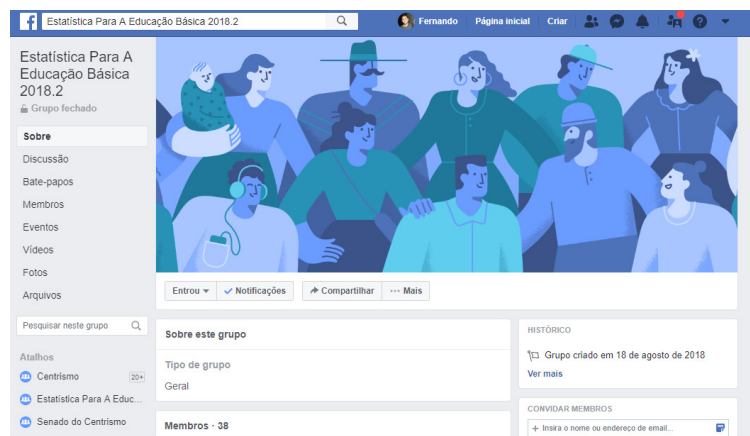 Estatística Para A Educação Básica 2018.2
Fernando Página inicial Criar
Estatística Para A
Educação Básica
2018.2
Grupo fechado
Sobre
Discussão
Bate-papos
Membros
Eventos
Vídeos
Fotos
Arquivos
Pesquisar neste grupo
Atalhos
Centrismo 20+
Estatística Para A Educ...
Senado do Centrismo
Entrou Notificações Compartilhar ··· Mais
Sobre este grupo
Tipo de grupo
Geral
Membros · 38
HISTÓRICO
Grupo criado em 18 de agosto de 2018
Ver mais
CONVIDAR MEMBROS
+ Insira o nome ou endereço de email...